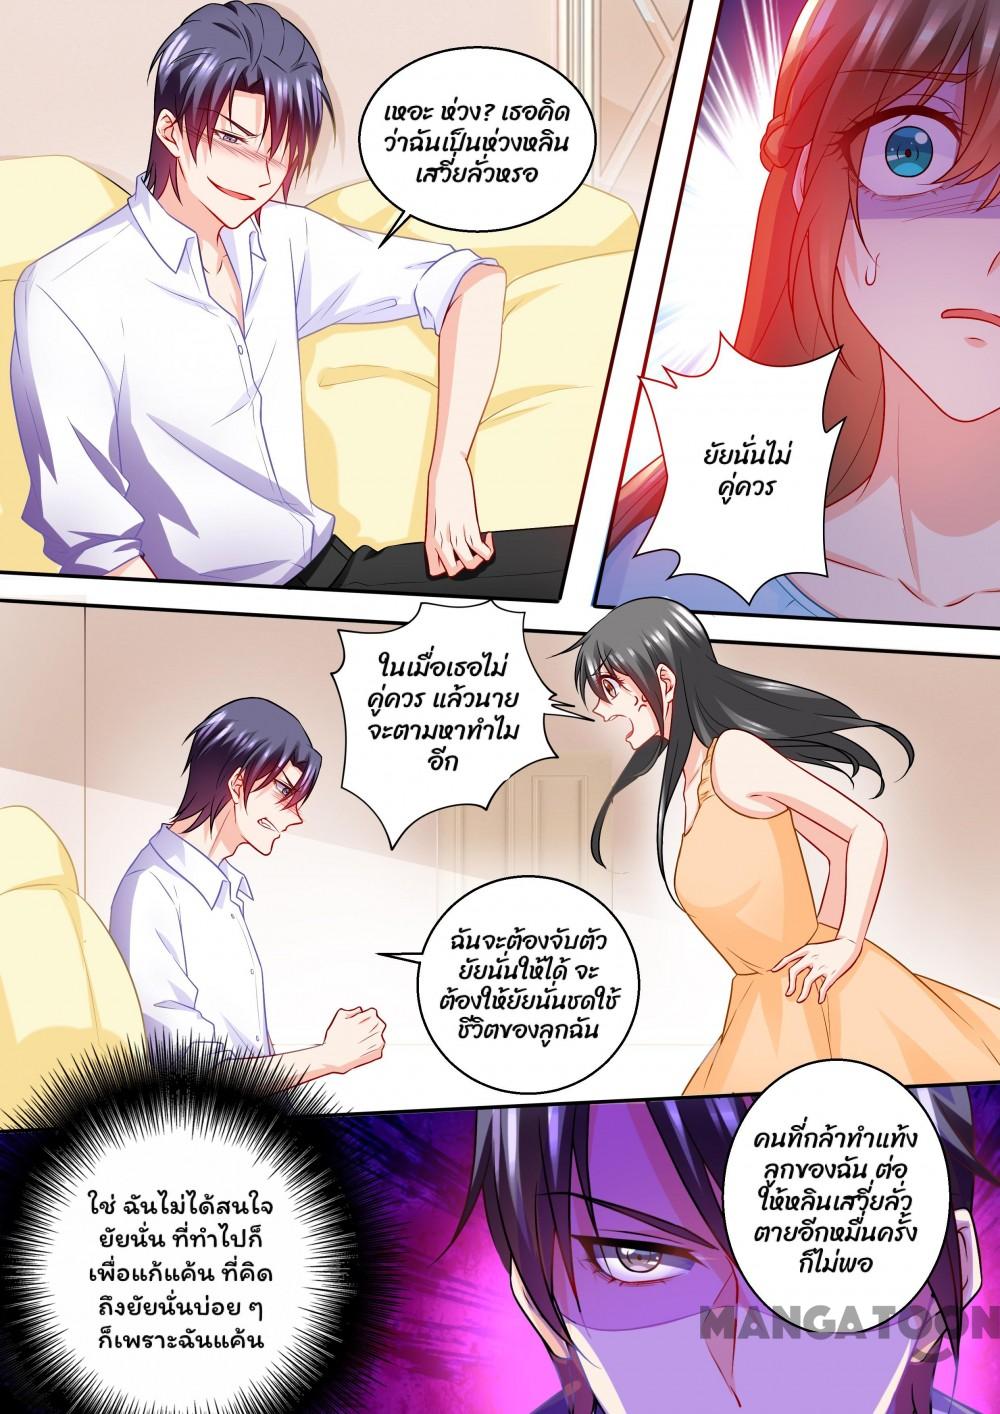 เหอะ ห่วง? เธอคิด
ว่าฉันเป็นห่วงหลิน
เสวี่ยลั่วหรอ
ยัยนั่นไม่
คู่ควร
ในเมื่อเธอไม่
คู่ควร แล้วนาย
จะตามหาทำไม
อีก
ฉันจะต้องจับตัว
ยัยนั่นให้ได้ จะ
ต้องให้ยัยนั่นชดใช้
ชีวิตของลูกฉัน
คนที่กล้าทำแท้ง
ลูกของฉัน ต่อ
ให้หลินเสวี่ยลั่ว
ตายอีกหมื่นครั้ง
ก็ไม่พอ
ใช่ ฉันไม่ได้สนใจ
ยัยนั่น ที่ทำไปก็
เพื่อแก้แค้น ที่คิด
ถึงยัยนั่นบ่อย ๆ
ก็เพราะฉันแค้น
MANGATOON